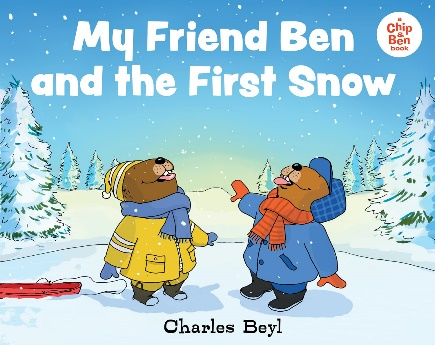 My Friend Ben
and the First Snow
a
Chip
& Ben
book
Charles Beyl